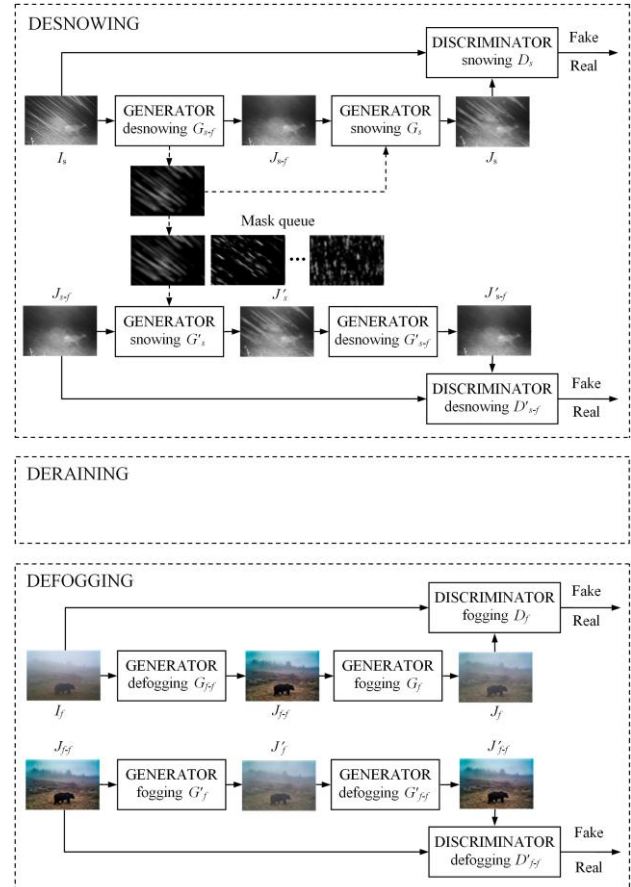 DESNOWING
DISCRIMINATOR
snowing Ds
Fake
Real
GENERATOR
desnowing Gs-f
GENERATOR
snowing Gs
Is
Js-f
Js
Mask queue
Js-f
J's
J's-f
GENERATOR
snowing G's
GENERATOR
desnowing G's-f
DISCRIMINATOR
desnowing D's-f
Fake
Real
DERAINING
DEFOGGING
DISCRIMINATOR
fogging Df
Fake
Real
GENERATOR
defogging Gf-f
GENERATOR
fogging Gf
If
Jf-f
Jf
Jf-f
J'f
J'f-f
GENERATOR
fogging G'f
GENERATOR
defogging G'f-f
DISCRIMINATOR
defogging D'f-f
Fake
Real